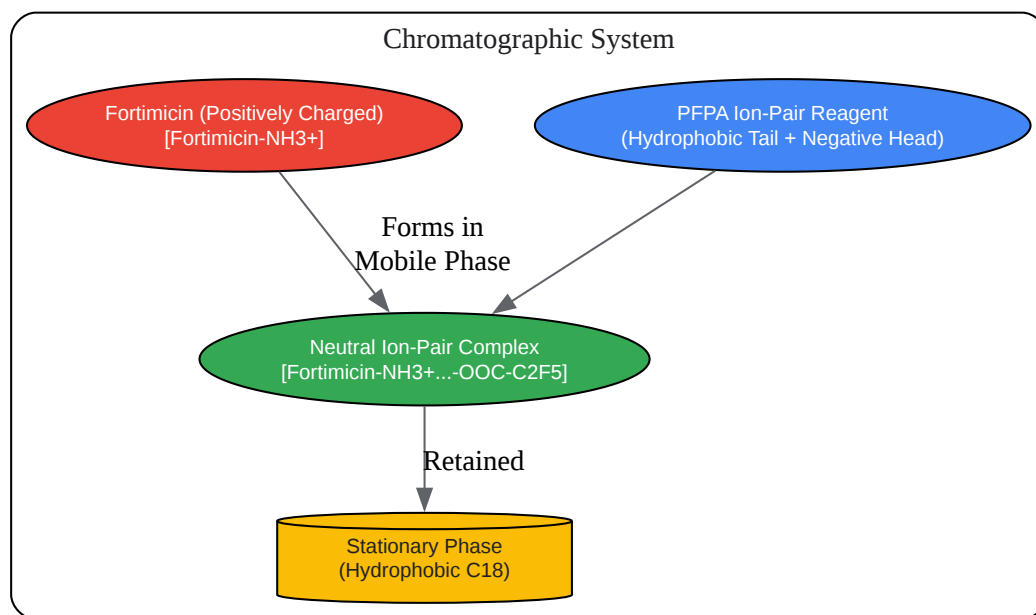 Chromatographic System
Fortimicin (Positively Charged)
[Fortimicin-NH3+]
PFPA Ion-Pair Reagent
(Hydrophobic Tail + Negative Head)
Forms in
Mobile Phase
Neutral Ion-Pair Complex
[Fortimicin-NH3+...-OOC-C2F5]
Retained
Stationary Phase
(Hydrophobic C18)